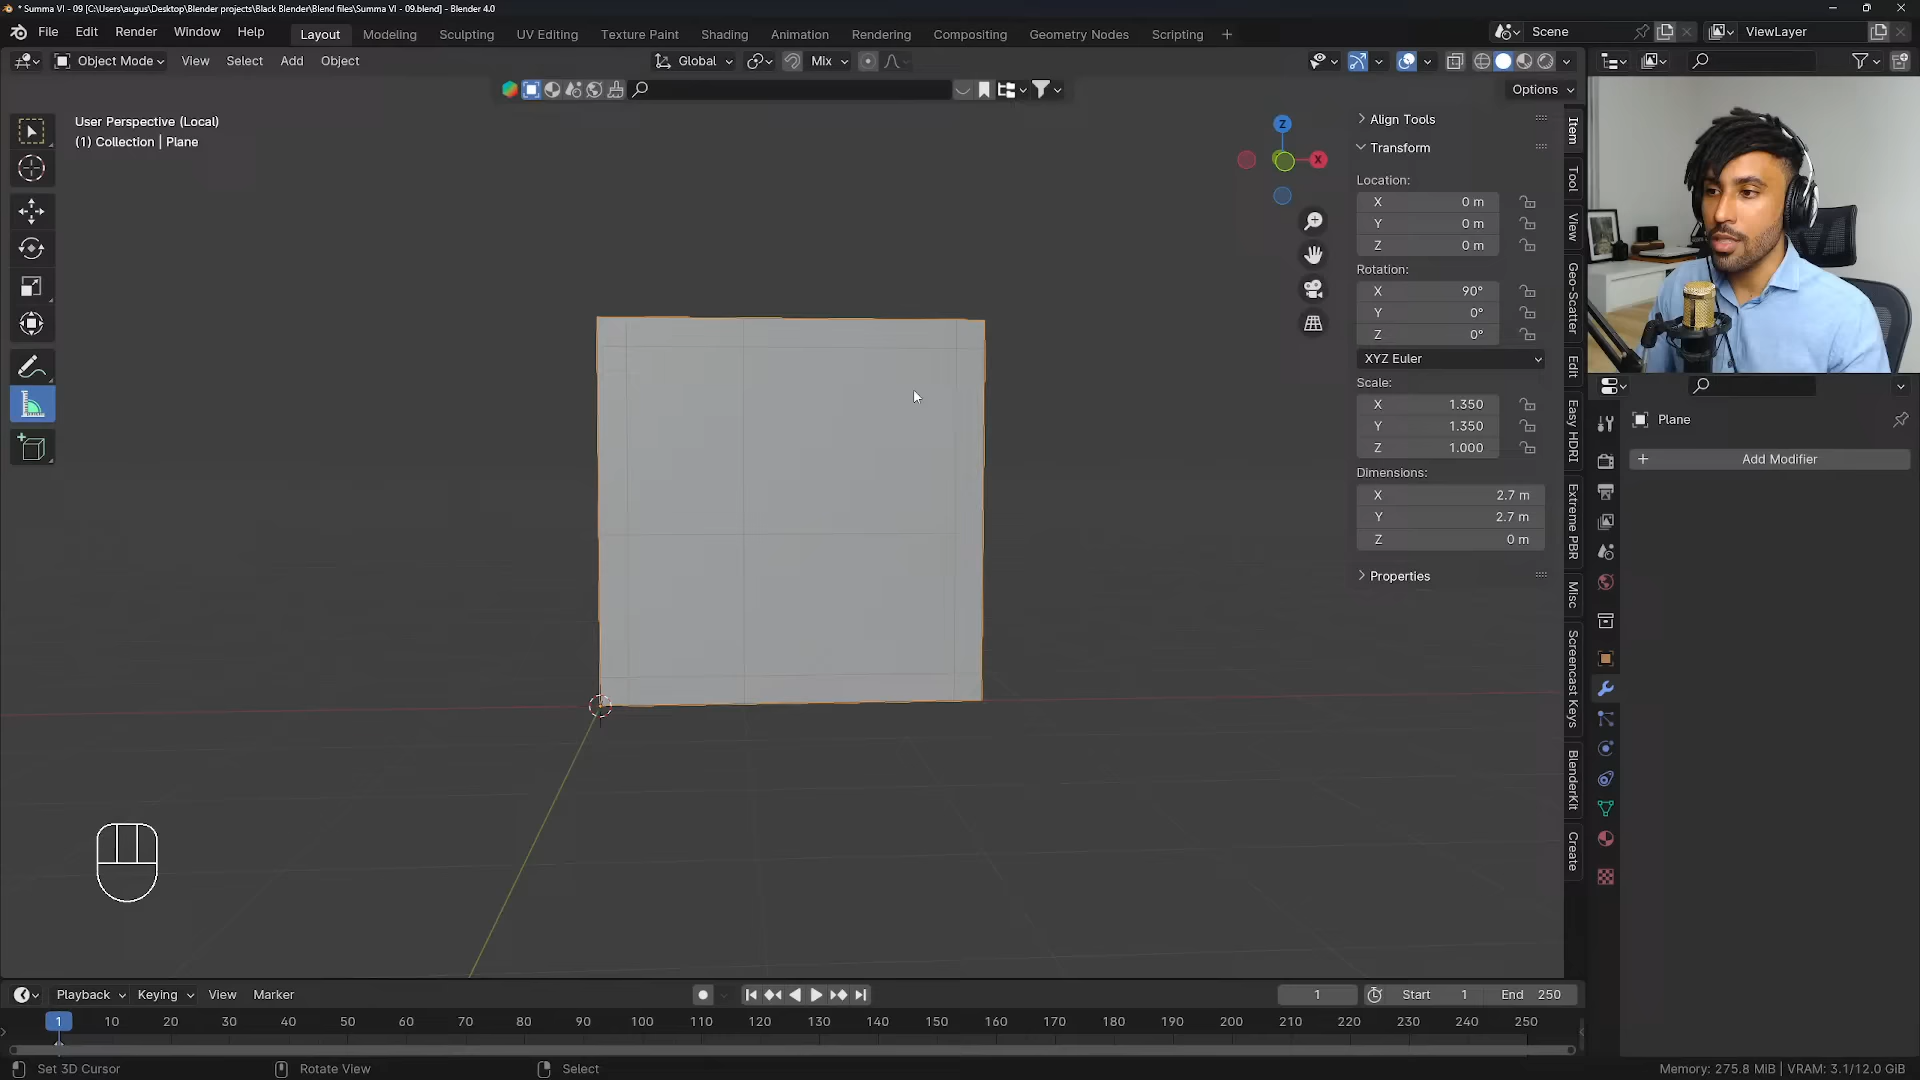 * Summa VI - 09 [C:\Users\augus\Desktop\Blender projects\Black Blender\Blend files\Summa VI - 09.blend] - Blender 4.0
File Edit Render Window Help Layout Modeling Sculpting UV Editing Texture Paint Shading Animation Rendering Compositing Geometry Nodes Scripting + Scene ViewLayer
Object Mode View Select Add Object Global Mix
Options
User Perspective (Local)
(1) Collection | Plane
Z
X
Align Tools
Transform
Location:
X 0 m
Y 0 m
Z 0 m
Rotation:
X 90°
Y 0°
Z 0°
XYZ Euler
Scale:
X 1.350
Y 1.350
Z 1.000
Dimensions:
X 2.7 m
Y 2.7 m
Z 0 m
Properties
Item
Tool
View
Geo-Scatter
Edit
Easy HDRI
Extreme PBR
Misc
Screencast Keys
BlenderKit
Create
Plane
+ Add Modifier
Playback Keying View Marker 1 Start 1 End 250
1 10 20 30 40 50 60 70 80 90 100 110 120 130 140 150 160 170 180 190 200 210 220 230 240 250
Set 3D Cursor Rotate View Select Memory: 275.8 MiB | VRAM: 3.1/12.0 GiB